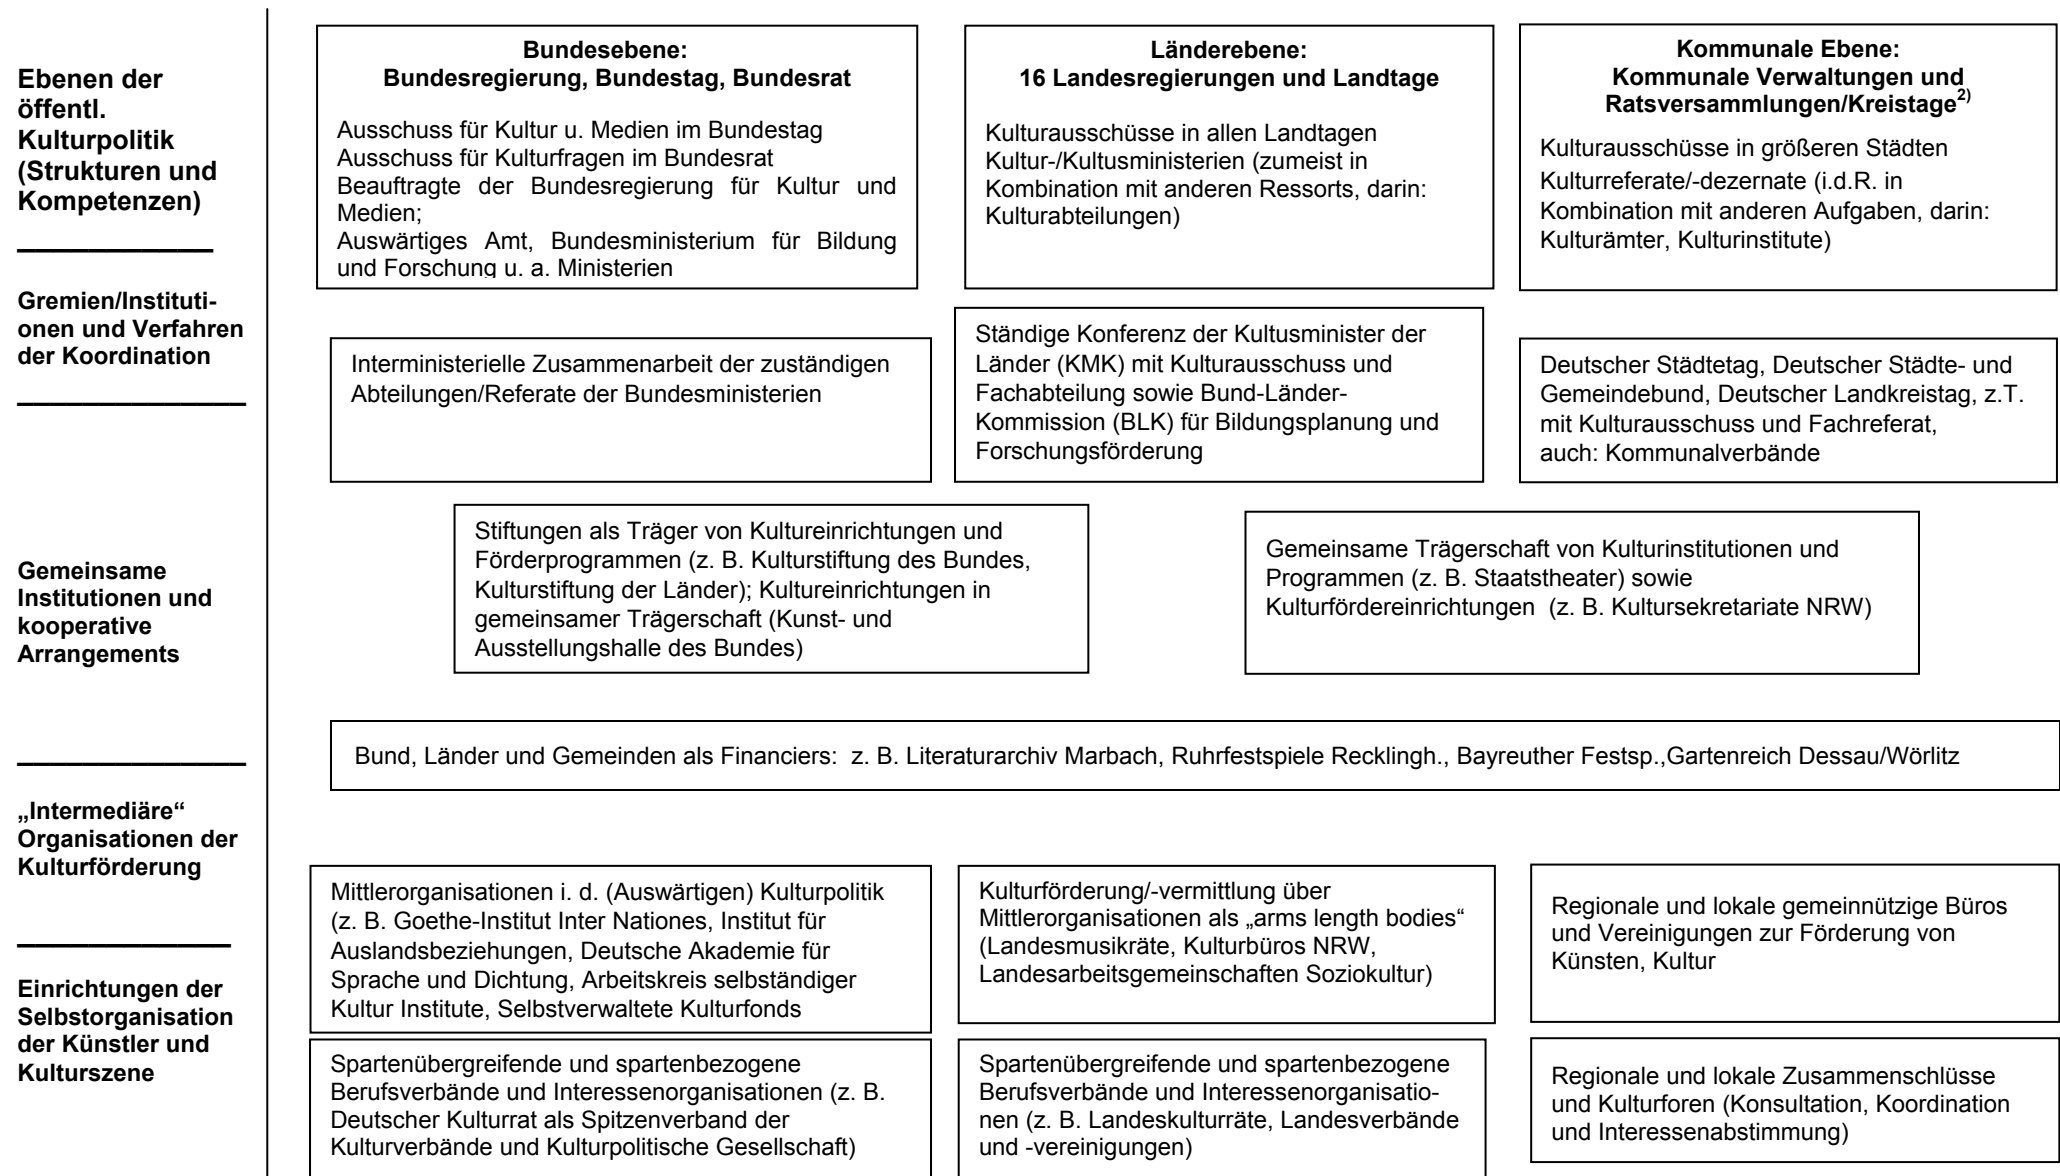 Ebenen der
öffentl.
Kulturpolitik
(Strukturen und
Kompetenzen)
Bundesebene:
Bundesregierung, Bundestag, Bundesrat
Ausschuss für Kultur u. Medien im Bundestag
Ausschuss für Kulturfragen im Bundesrat
Beauftragte der Bundesregierung für Kultur und
Medien;
Auswärtiges Amt, Bundesministerium für Bildung
und Forschung u. a. Ministerien
Länderebene:
16 Landesregierungen und Landtage
Kulturausschüsse in allen Landtagen
Kultur-/Kultusministerien (zumeist in
Kombination mit anderen Ressorts, darin:
Kulturabteilungen)
Kommunale Ebene:
Kommunale Verwaltungen und
Ratsversammlungen/Kreistage2)
Kulturausschüsse in größeren Städten
Kulturreferate/-dezernate (i.d.R. in
Kombination mit anderen Aufgaben, darin:
Kulturämter, Kulturinstitute)
Gremien/Instituti-
onen und Verfahren
der Koordination
Interministerielle Zusammenarbeit der zuständigen
Abteilungen/Referate der Bundesministerien
Ständige Konferenz der Kultusminister der
Länder (KMK) mit Kulturausschuss und
Fachabteilung sowie Bund-Länder-
Kommission (BLK) für Bildungsplanung und
Forschungsförderung
Deutscher Städtetag, Deutscher Städte- und
Gemeindebund, Deutscher Landkreistag, z.T.
mit Kulturausschuss und Fachreferat,
auch: Kommunalverbände
Gemeinsame
Institutionen und
kooperative
Arrangements
Stiftungen als Träger von Kultureinrichtungen und
Förderprogrammen (z. B. Kulturstiftung des Bundes,
Kulturstiftung der Länder); Kultureinrichtungen in
gemeinsamer Trägerschaft (Kunst- und
Ausstellungshalle des Bundes)
Gemeinsame Trägerschaft von Kulturinstitutionen und
Programmen (z. B. Staatstheater) sowie
Kulturfördereinrichtungen (z. B. Kultursekretariate NRW)
Bund, Länder und Gemeinden als Financiers: z. B. Literaturarchiv Marbach, Ruhrfestspiele Recklingh., Bayreuther Festsp.,Gartenreich Dessau/Wörlitz
„Intermediäre“
Organisationen der
Kulturförderung
Mittlerorganisationen i. d. (Auswärtigen) Kulturpolitik
(z. B. Goethe-Institut Inter Nationes, Institut für
Auslandsbeziehungen, Deutsche Akademie für
Sprache und Dichtung, Arbeitskreis selbständiger
Kultur Institute, Selbstverwaltete Kulturfonds
Kulturförderung/-vermittlung über
Mittlerorganisationen als „arms length bodies“
(Landesmusikräte, Kulturbüros NRW,
Landesarbeitsgemeinschaften Soziokultur)
Regionale und lokale gemeinnützige Büros
und Vereinigungen zur Förderung von
Künsten, Kultur
Einrichtungen der
Selbstorganisation
der Künstler und
Kulturszene
Spartenübergreifende und spartenbezogene
Berufsverbände und Interessenorganisationen (z. B.
Deutscher Kulturrat als Spitzenverband der
Kulturverbände und Kulturpolitische Gesellschaft)
Spartenübergreifende und spartenbezogene
Berufsverbände und Interessenorganisatio-
nen (z. B. Landeskulturräte, Landesverbände
und -vereinigungen)
Regionale und lokale Zusammenschlüsse
und Kulturforen (Konsultation, Koordination
und Interessenabstimmung)